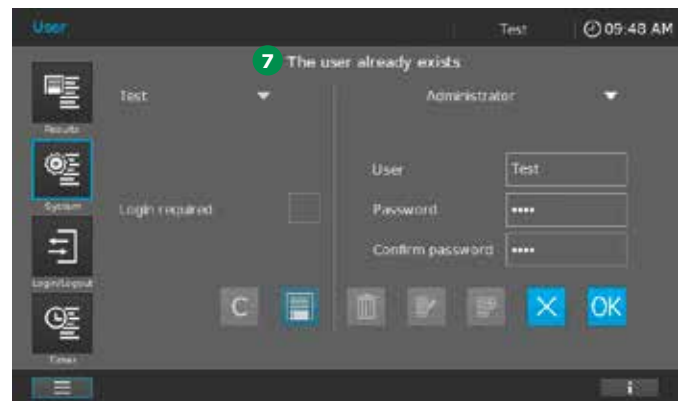 User
Test
09:48 AM
7 The user already exists
Test
Administrator
Results
User
Test
System
Login required
Password
••••
Confirm password
••••
Login/Logout
C
OK
Timer
i